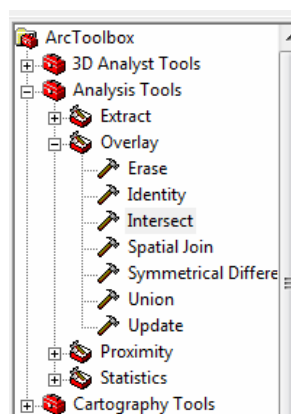 ArcToolbox
3D Analyst Tools
Analysis Tools
Extract
Overlay
Erase
Identity
Intersect
Spatial Join
Symmetrical Differe
Union
Update
Proximity
Statistics
Cartography Tools